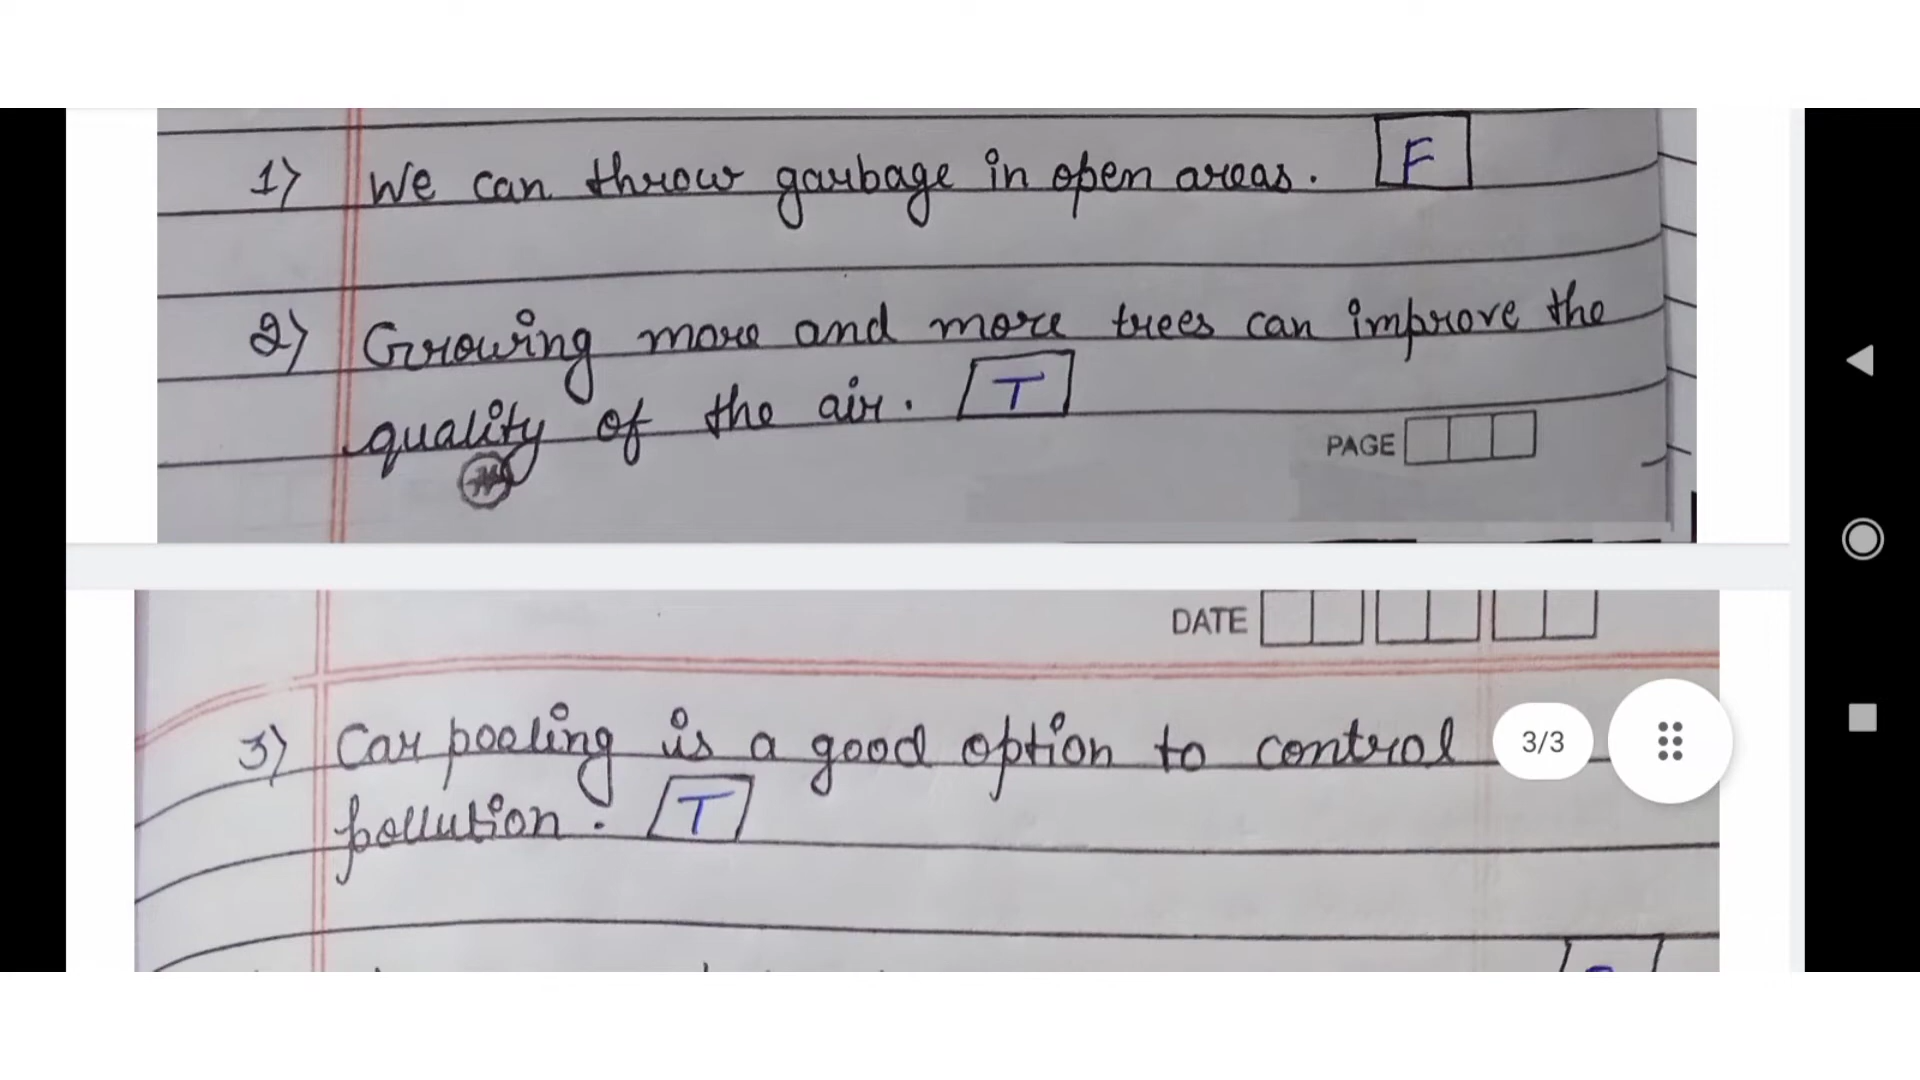 1) We can throw garbage in open areas. F
2) Growing more and more trees can improve the
quality of the air. T
PAGE
DATE
3) Car pooling is a good option to control
3/3
pollution. T